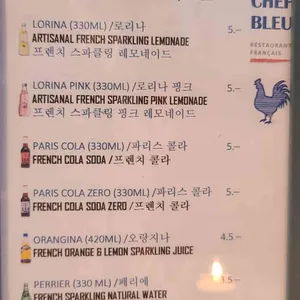 LORINA (330ML) /로리나 5.–
ARTISANAL FRENCH SPARKLING LEMONADE
프렌치 스파클링 레모네이드
LORINA PINK (330ML) /로리나 핑크 5.–
ARTISANAL FRENCH SPARKLING PINK LEMONADE
프렌치 스파클링 핑크 레모네이드
PARIS COLA (330ML) /파리스 콜라 5.–
FRENCH COLA SODA /프렌치 콜라
PARIS COLA ZERO (330ML) /파리스 콜라 5.–
FRENCH COLA SODA ZERO /프렌치 콜라
ORANGINA (420ML) /오랑지나 4.5–
FRENCH ORANGE & LEMON SPARKLING JUICE
PERRIER (330 ML) /페리에 3.5–
FRENCH SPARKLING NATURAL WATER
CHEF
BLEU
RESTAURANT
FRANÇAIS